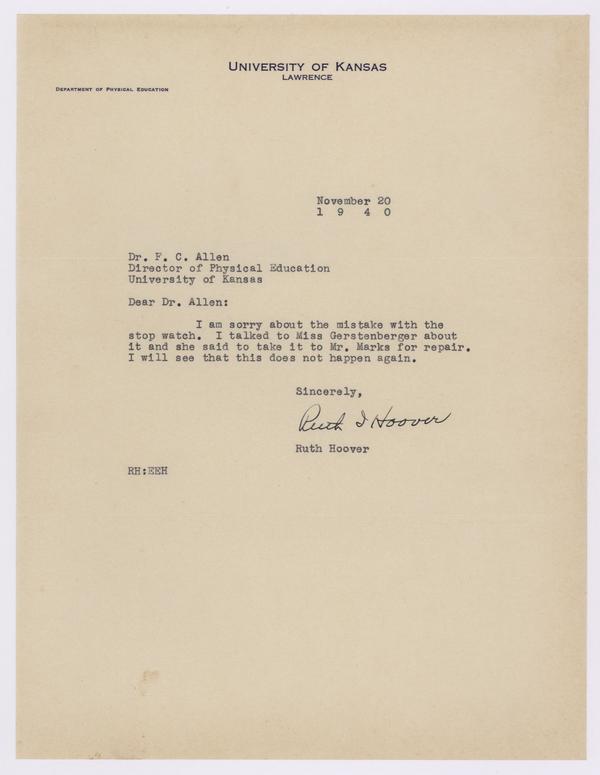 UNIVERSITY OF KANSAS
LAWRENCE
DEPARTMENT OF PHYSICAL EDUCATION
November 20
1 9 4 0
Dr. F. C. Allen
Director of Physical Education
University of Kansas
Dear Dr. Allen:
I am sorry about the mistake with the
stop watch. I talked to Miss Gerstenberger about
it and she said to take it to Mr. Marks for repair.
I will see that this does not happen again.
Sincerely,
Ruth I Hoover
Ruth Hoover
RH:EEH